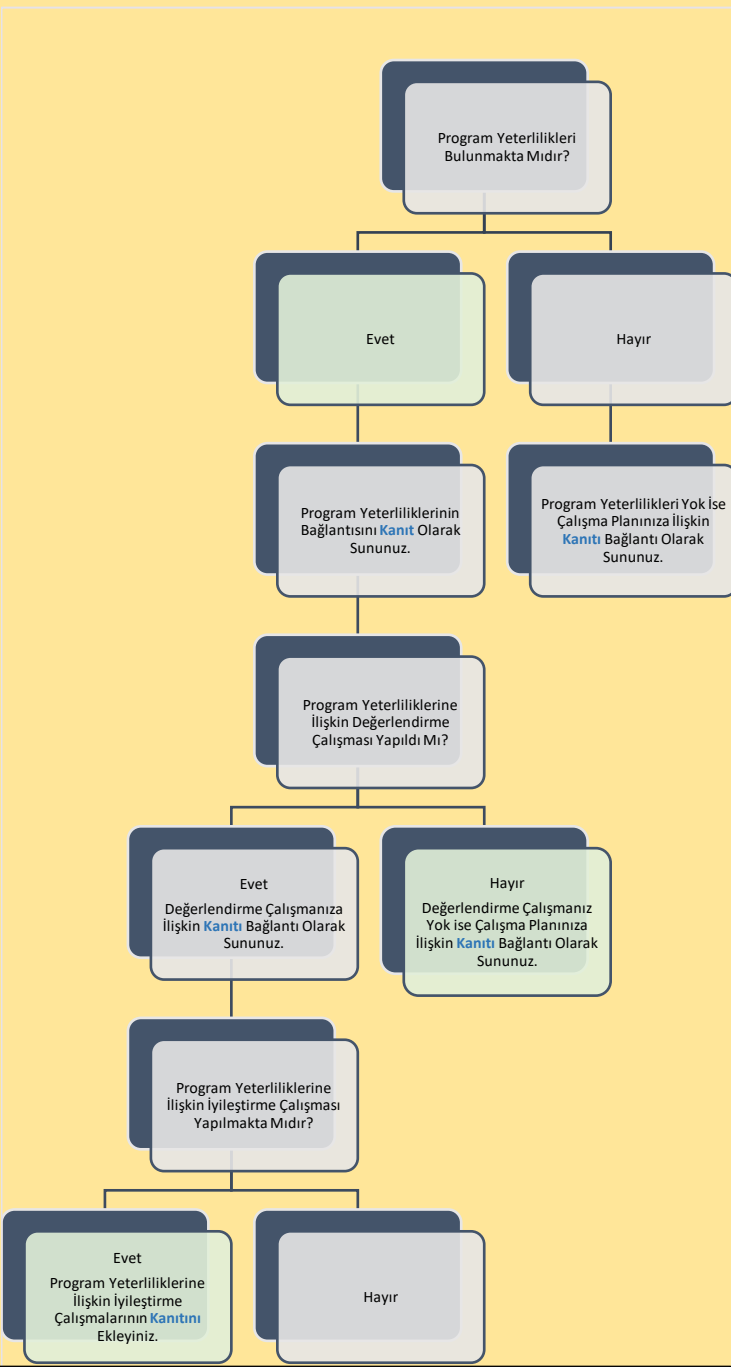 Program Yeterlilikleri
Bulunmakta Mıdır?
Evet
Hayır
Program Yeterliliklerinin
Bağlantısını Kanıt Olarak
Sununuz.
Program Yeterlilikleri Yok İse
Çalışma Planınıza İlişkin
Kanıtı Bağlantı Olarak
Sununuz.
Program Yeterliliklerine
İlişkin Değerlendirme
Çalışması Yapıldı Mı?
Evet
Değerlendirme Çalışmanıza
İlişkin Kanıtı Bağlantı Olarak
Sununuz.
Hayır
Değerlendirme Çalışmanız
Yok ise Çalışma Planınıza
İlişkin Kanıtı Bağlantı Olarak
Sununuz.
Program Yeterliliklerine
İlişkin İyileştirme Çalışması
Yapılmakta Mıdır?
Evet
Program Yeterliliklerine
İlişkin İyileştirme
Çalışmalarının Kanıtını
Ekleyiniz.
Hayır